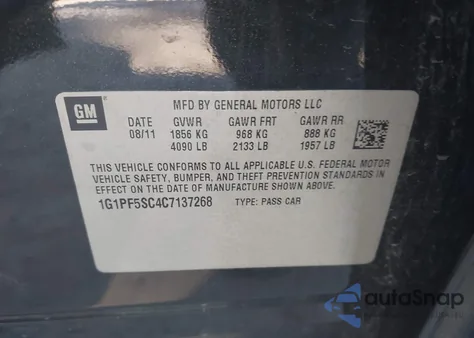 GM
MFD BY GENERAL MOTORS LLC
DATE GVWR GAWR FRT GAWR RR
08/11 1856 KG 968 KG 888 KG
4090 LB 2133 LB 1957 LB
THIS VEHICLE CONFORMS TO ALL APPLICABLE U.S. FEDERAL MOTOR
VEHICLE SAFETY, BUMPER, AND THEFT PREVENTION STANDARDS IN
EFFECT ON THE DATE OF MANUFACTURE SHOWN ABOVE.
1G1PF5SC4C7137268 TYPE: PASS CAR
autoSnap